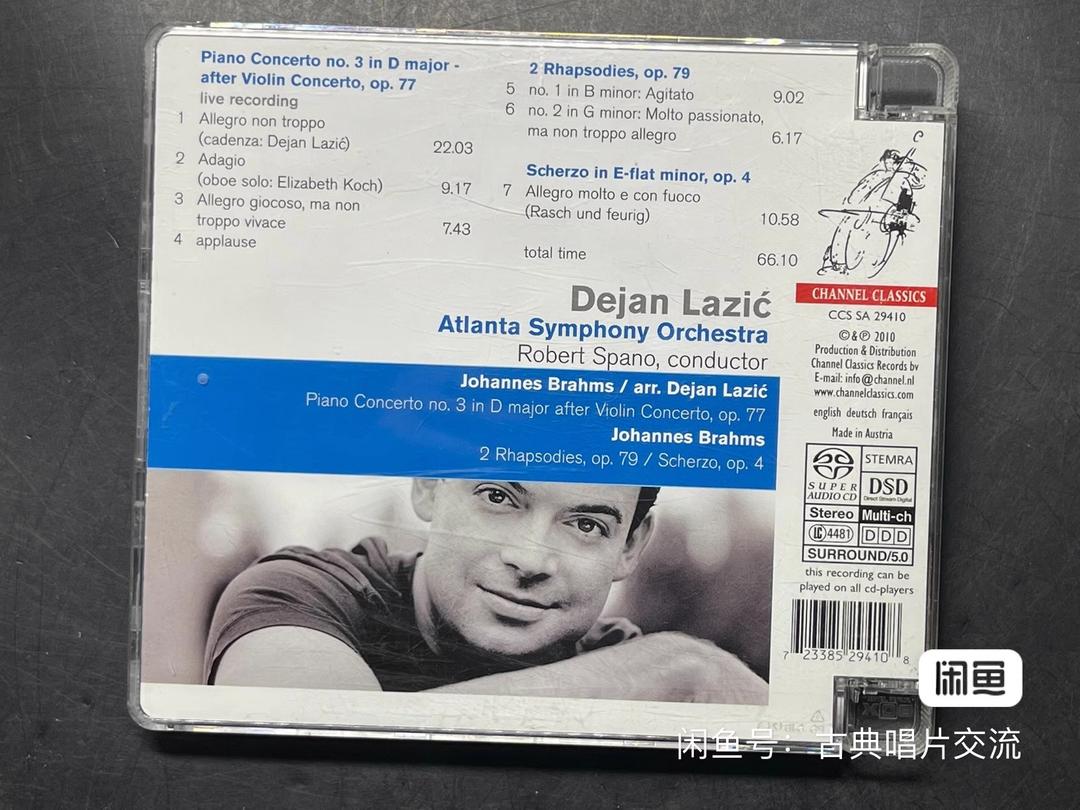 Piano Concerto no. 3 in D major -
after Violin Concerto, op. 77
live recording
1 Allegro non troppo
(cadenza: Dejan Lazić) 22.03
2 Adagio
(oboe solo: Elizabeth Koch) 9.17
3 Allegro giocoso, ma non
troppo vivace 7.43
4 applause
2 Rhapsodies, op. 79
5 no. 1 in B minor: Agitato 9.02
6 no. 2 in G minor: Molto passionato,
ma non troppo allegro 6.17
Scherzo in E-flat minor, op. 4
7 Allegro molto e con fuoco
(Rasch und feurig) 10.58
total time 66.10
Dejan Lazić
Atlanta Symphony Orchestra
Robert Spano, conductor
Johannes Brahms / arr. Dejan Lazić
Piano Concerto no. 3 in D major after Violin Concerto, op. 77
Johannes Brahms
2 Rhapsodies, op. 79 / Scherzo, op. 4
CHANNEL CLASSICS
CCS SA 29410
©&℗ 2010
Production & Distribution
Channel Classics Records bv
E-mail: info@channel.nl
www.channelclassics.com
english deutsch français
Made in Austria
SUPER AUDIO CD
STEMRA
DSD
Direct Stream Digital
Stereo Multi-ch
LC 4481 DDD
SURROUND/5.0
this recording can be
played on all cd-players
7 23385 29410 8
闲鱼
闲鱼号：古典唱片交流